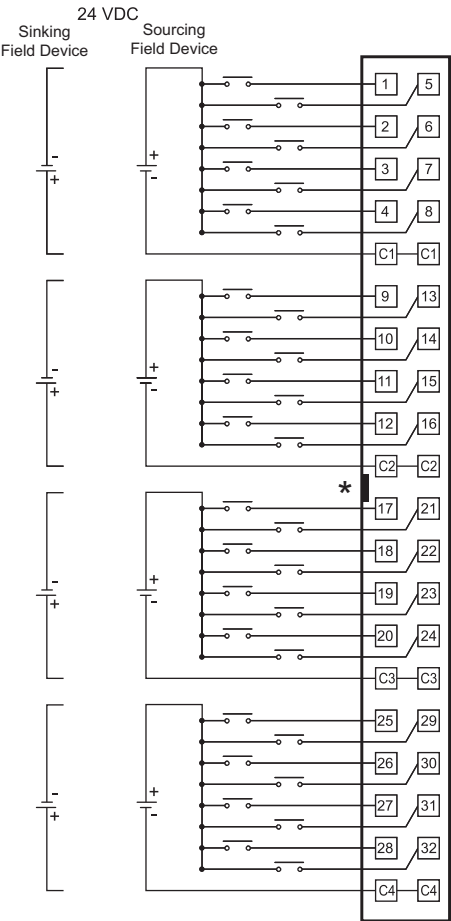 24 VDC
Sinking
Field Device
Sourcing
Field Device
1 5
2 6
- +
3 7
+ -
4 8
C1 C1
9 13
10 14
- +
11 15
+ -
12 16
C2 C2
*
17 21
18 22
- +
19 23
+ -
20 24
C3 C3
25 29
26 30
- +
27 31
+ -
28 32
C4 C4